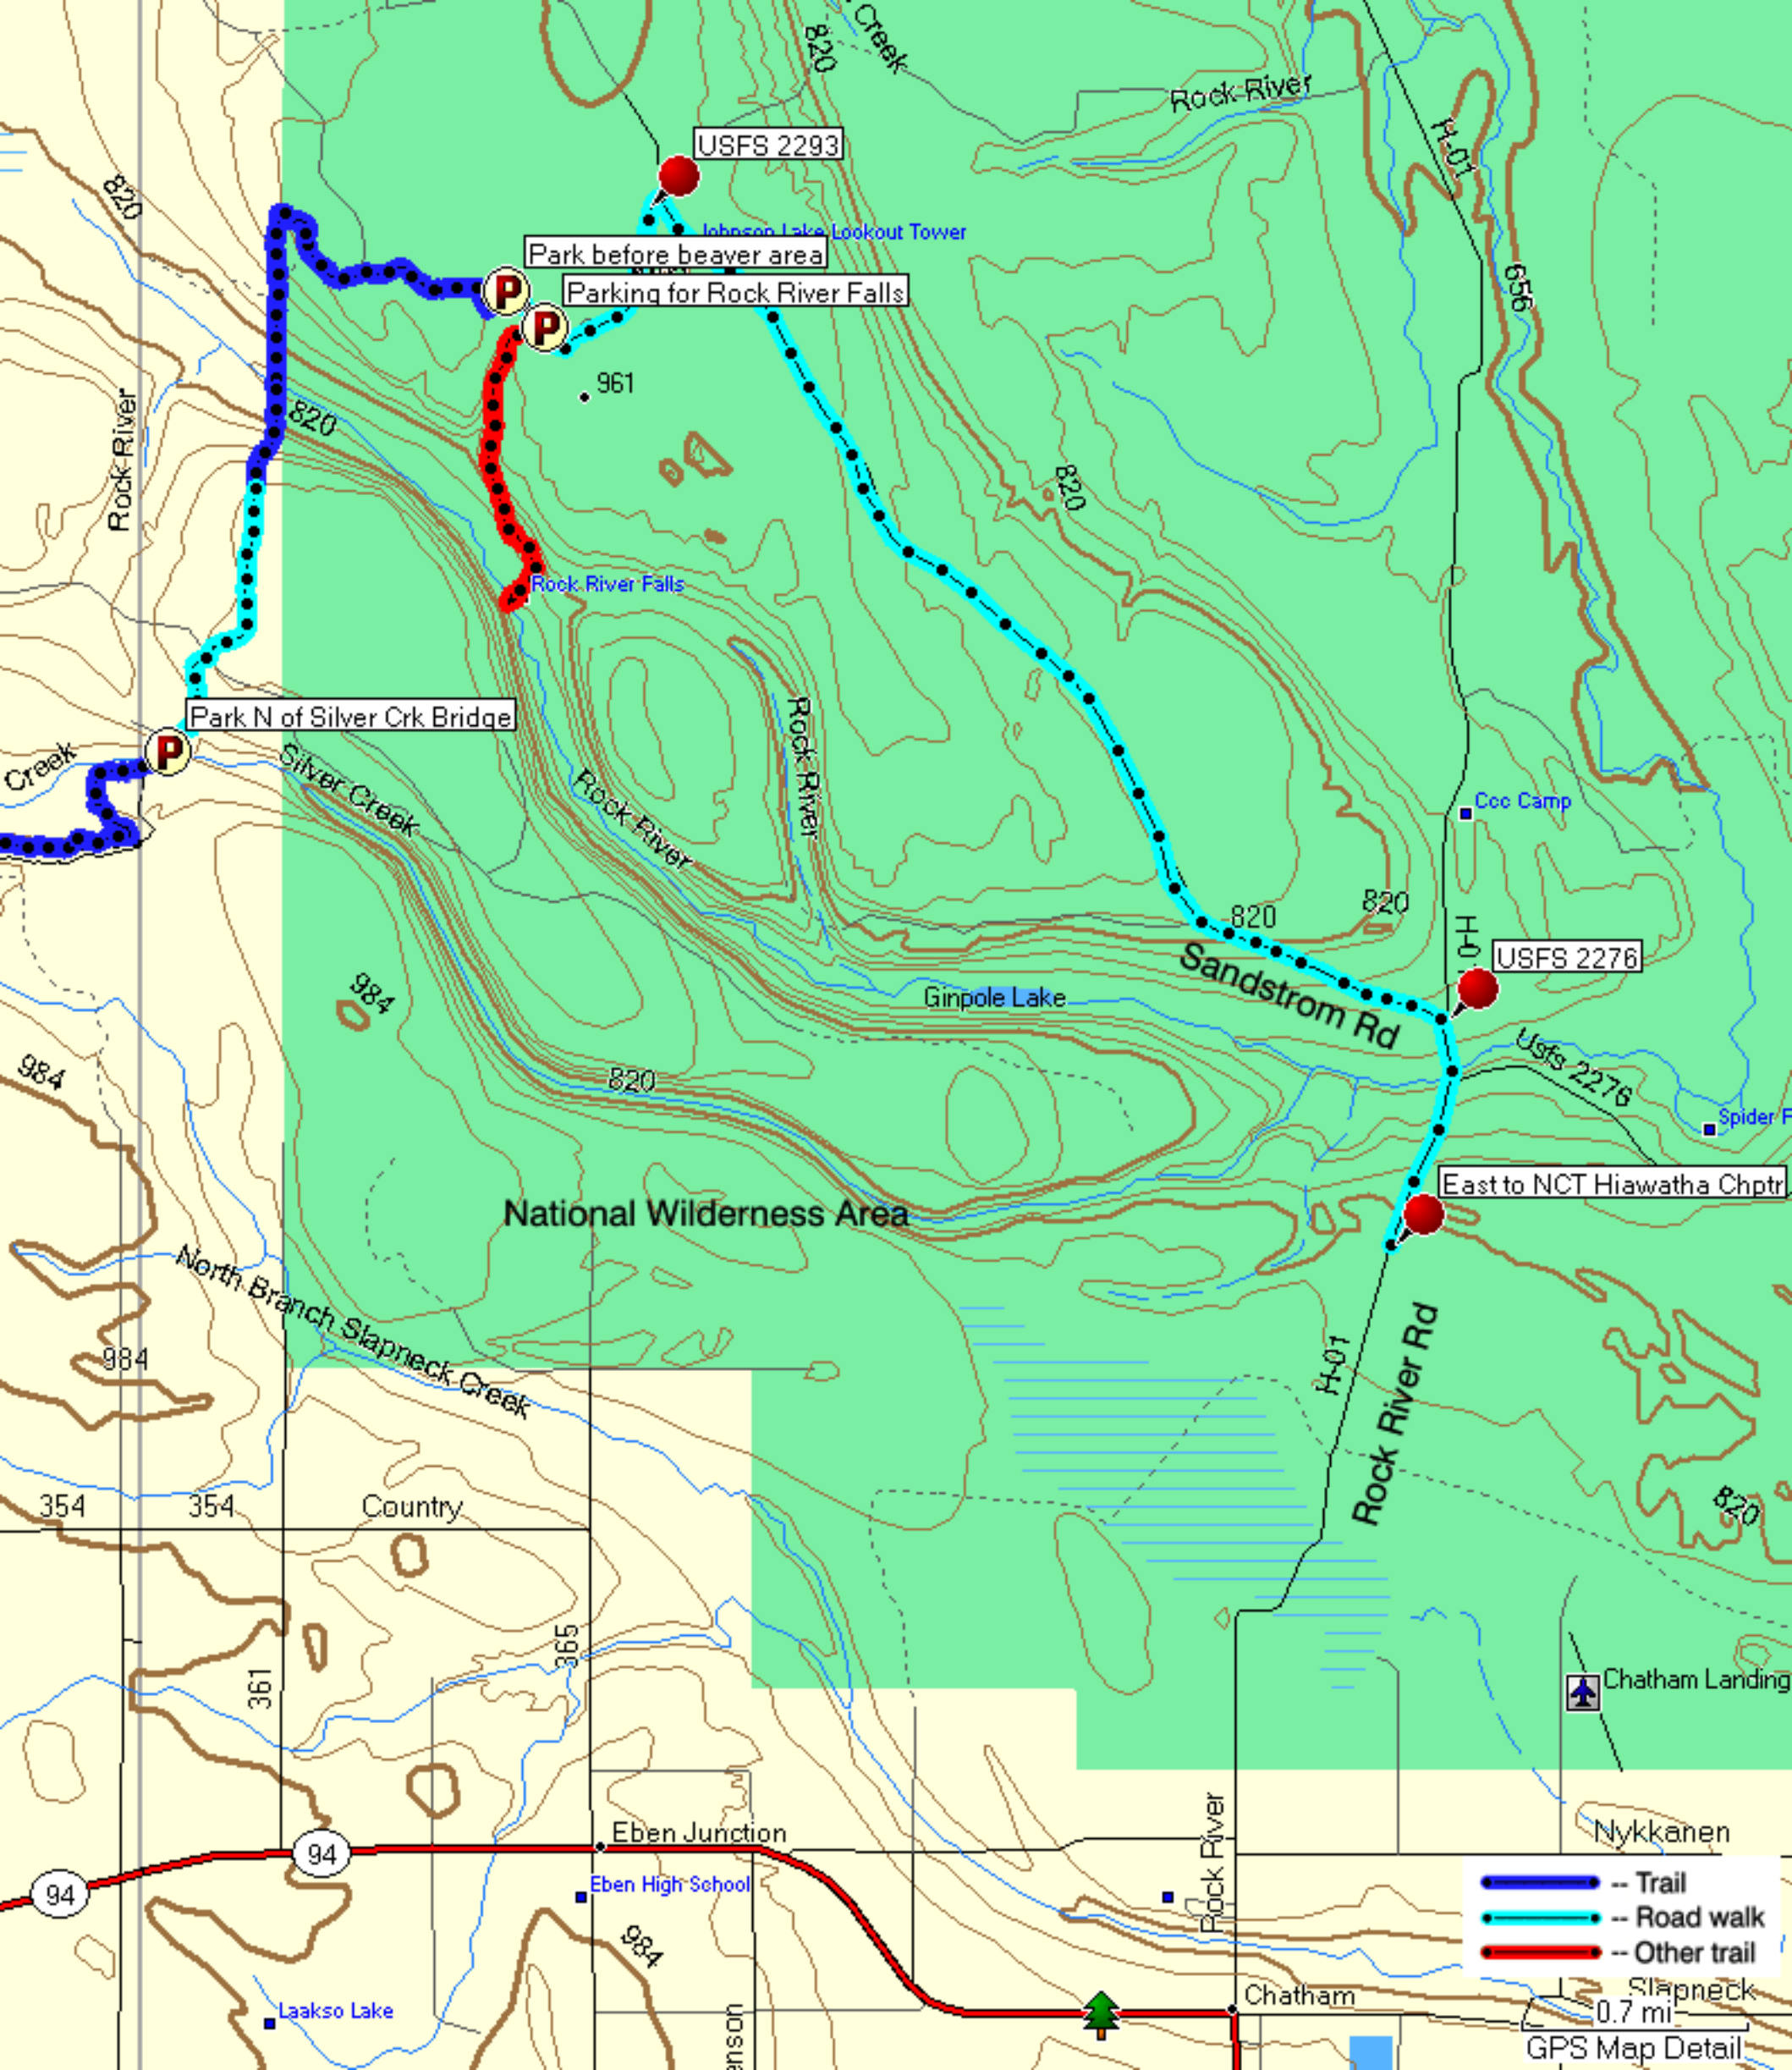 Creek
820
Rock River
USFS 2293
H-01
820
Johnson Lake Lookout Tower
Park before beaver area
Parking for Rock River Falls
656
961
820
Rock River
820
Rock River Falls
Park N of Silver Crk Bridge
Creek
Silver Creek
Rock River
Rock River
Ccc Camp
820
820
H-0
USFS 2276
Sandstrom Rd
984
Ginpole Lake
Usfs 2276
984
820
Spider
East to NCT Hiawatha Chptr.
National Wilderness Area
North Branch Slapneck Creek
984
H-01
Rock River Rd
354
354
Country
820
365
361
Chatham Landing
Rock River
Eben Junction
Nykkanen
94
94
Eben High School
-- Trail
-- Road walk
-- Other trail
984
Slapneck
Chatham
0.7 mi
Laakso Lake
enson
GPS Map Detail
P
P
P